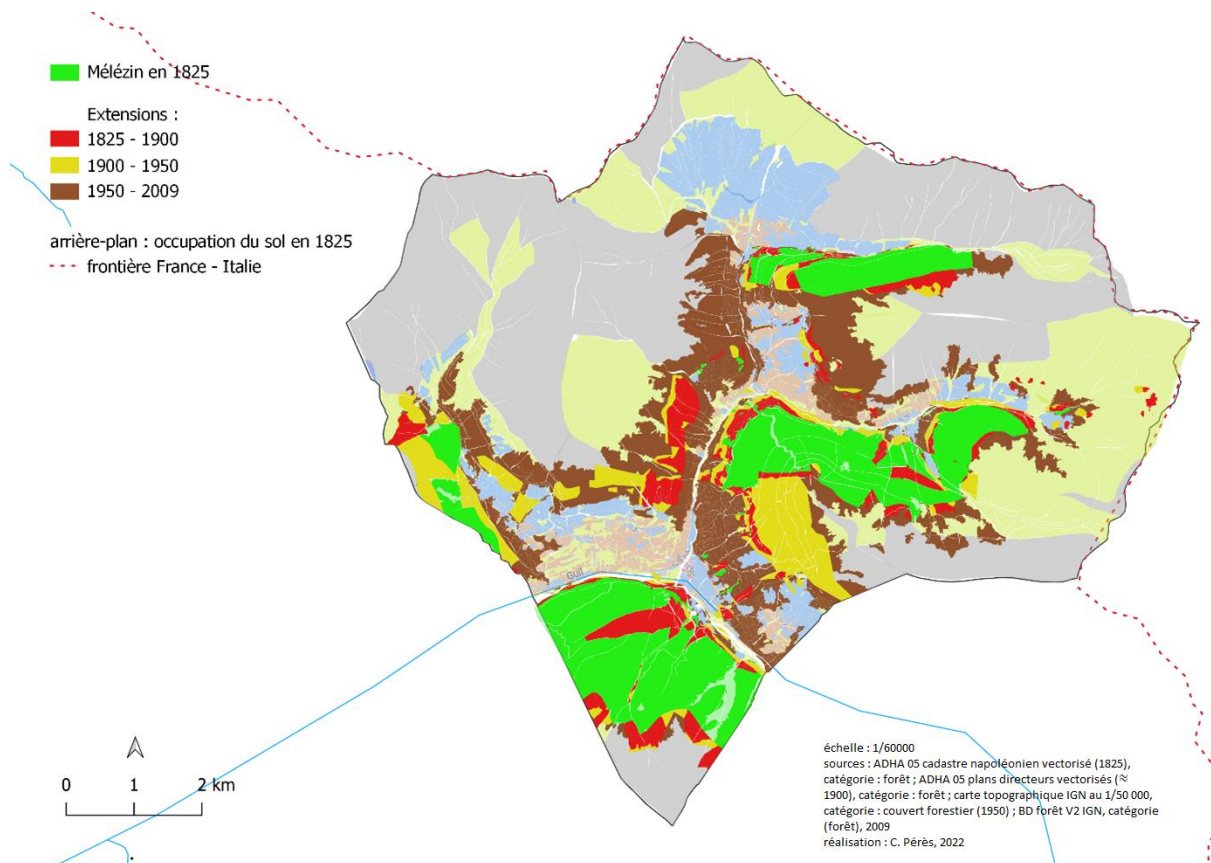 Mélézin en 1825
Extensions :
1825 - 1900
1900 - 1950
1950 - 2009
arrière-plan : occupation du sol en 1825
frontière France - Italie
Guil
0 1 2 km
échelle : 1/60000
sources : ADHA 05 cadastre napoléonien vectorisé (1825),
catégorie : forêt ; ADHA 05 plans directeurs vectorisés (≈
1900), catégorie : forêt ; carte topographique IGN au 1/50 000,
catégorie : couvert forestier (1950) ; BD forêt V2 IGN, catégorie
(forêt), 2009
réalisation : C. Pérès, 2022